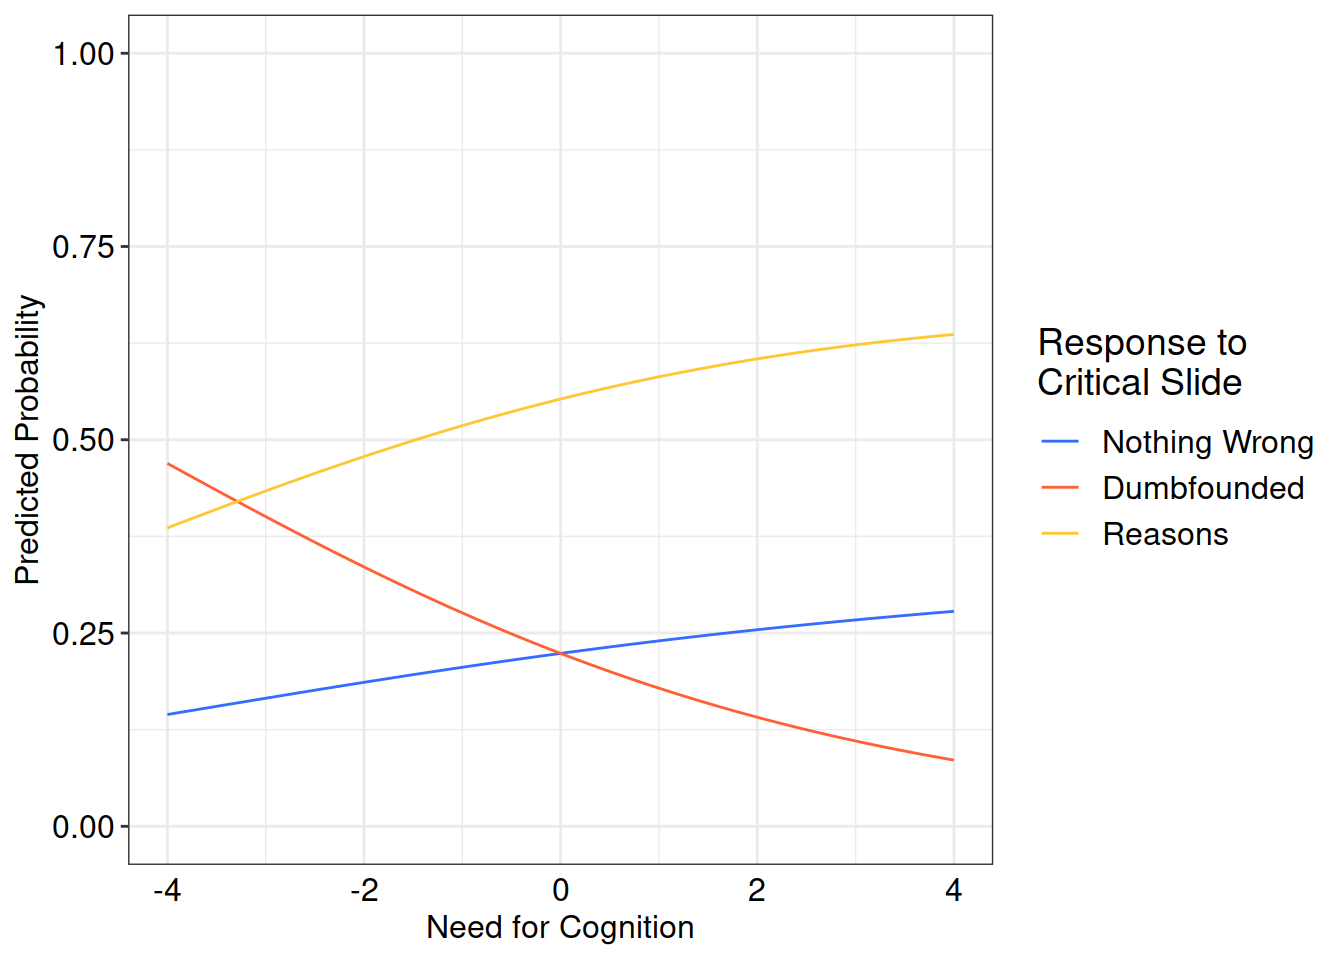 1.00
0.75
0.50
0.25
0.00
Predicted Probability
-4
-2
0
2
4
Need for Cognition
Response to
Critical Slide
Nothing Wrong
Dumbfounded
Reasons